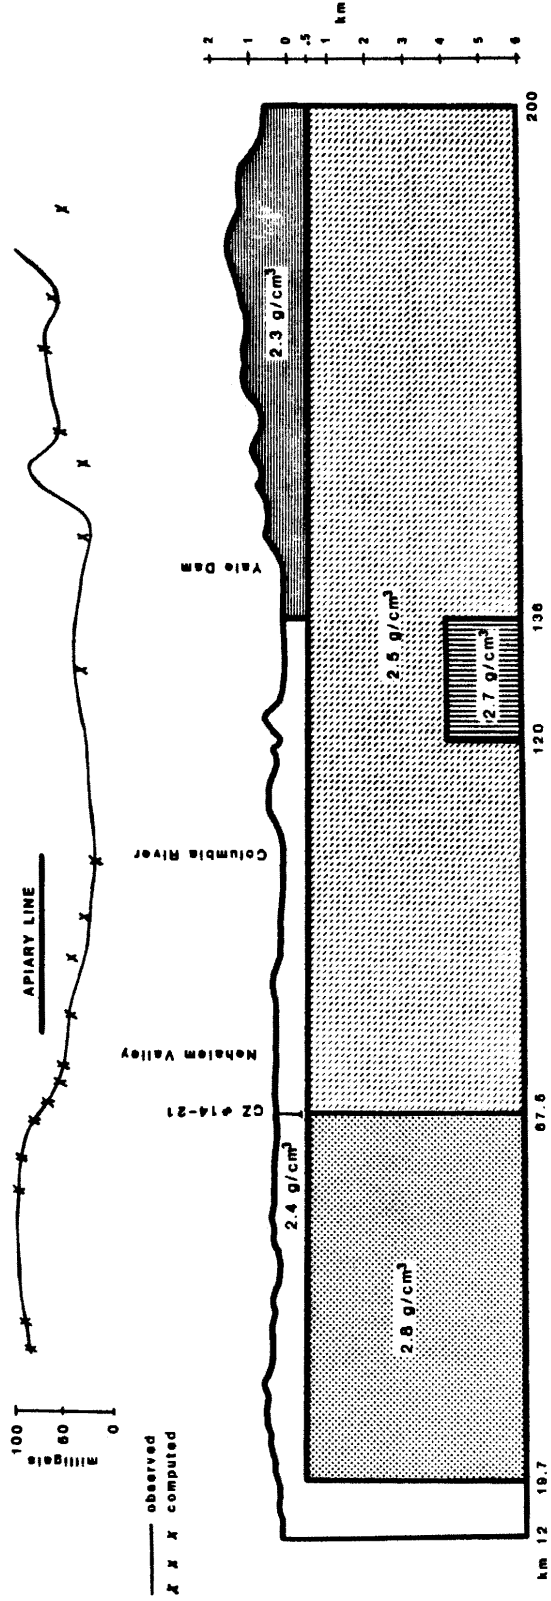 100
50
0
milligals
observed
x x x computed
APIARY LINE
GZ #14-21
Nehalem Valley
Columbia River
Yale Dam
2.4 g/cm³
2.3 g/cm³
2.8 g/cm³
2.5 g/cm³
2.7 g/cm³
2
1
0
.5
1
2
3
4
5
6
km
km 12
19.7
67.5
120
136
200